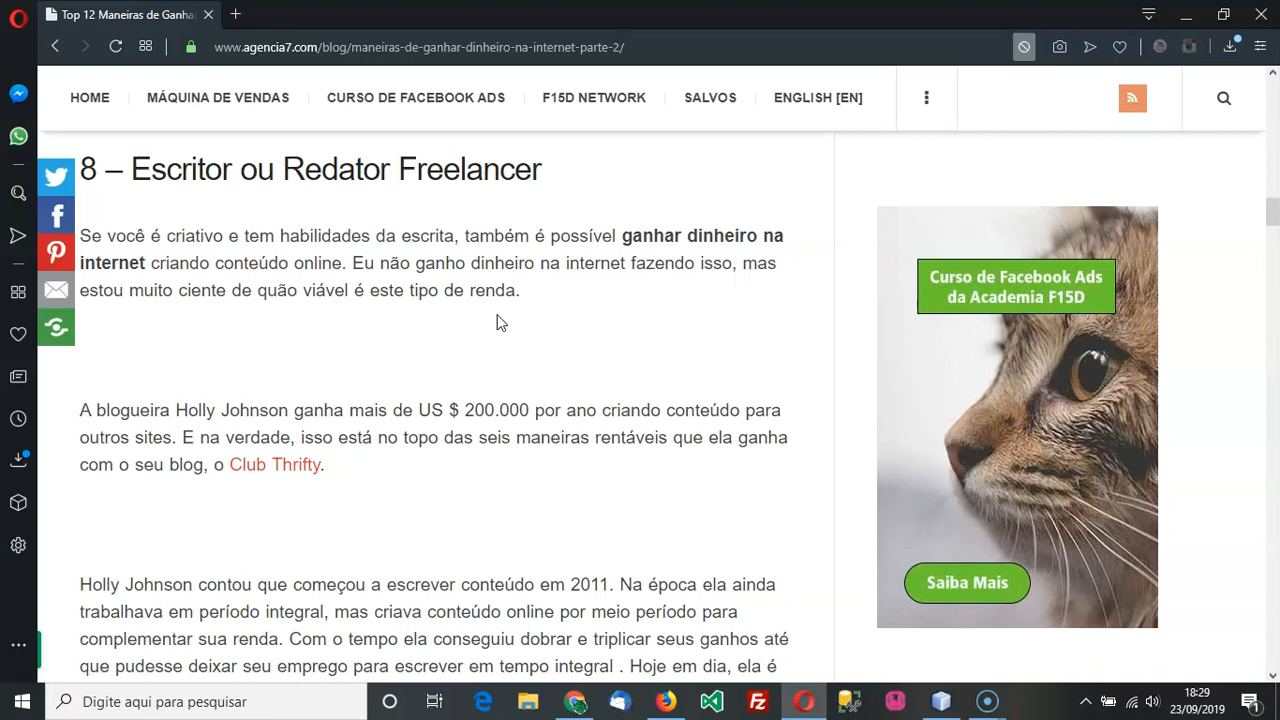 Top 12 Maneiras de Ganha
www.agencia7.com/blog/maneiras-de-ganhar-dinheiro-na-internet-parte-2/
HOME
MÁQUINA DE VENDAS
CURSO DE FACEBOOK ADS
F15D NETWORK
SALVOS
ENGLISH [EN]
8 – Escritor ou Redator Freelancer
Se você é criativo e tem habilidades da escrita, também é possível ganhar dinheiro na
internet criando conteúdo online. Eu não ganho dinheiro na internet fazendo isso, mas
estou muito ciente de quão viável é este tipo de renda.
A blogueira Holly Johnson ganha mais de US $ 200.000 por ano criando conteúdo para
outros sites. E na verdade, isso está no topo das seis maneiras rentáveis que ela ganha
com o seu blog, o Club Thrifty.
Holly Johnson contou que começou a escrever conteúdo em 2011. Na época ela ainda
trabalhava em período integral, mas criava conteúdo online por meio período para
complementar sua renda. Com o tempo ela conseguiu dobrar e triplicar seus ganhos até
que pudesse deixar seu emprego para escrever em tempo integral . Hoje em dia, ela é
Curso de Facebook Ads
da Academia F15D
Saiba Mais
Digite aqui para pesquisar
18:29
23/09/2019
1